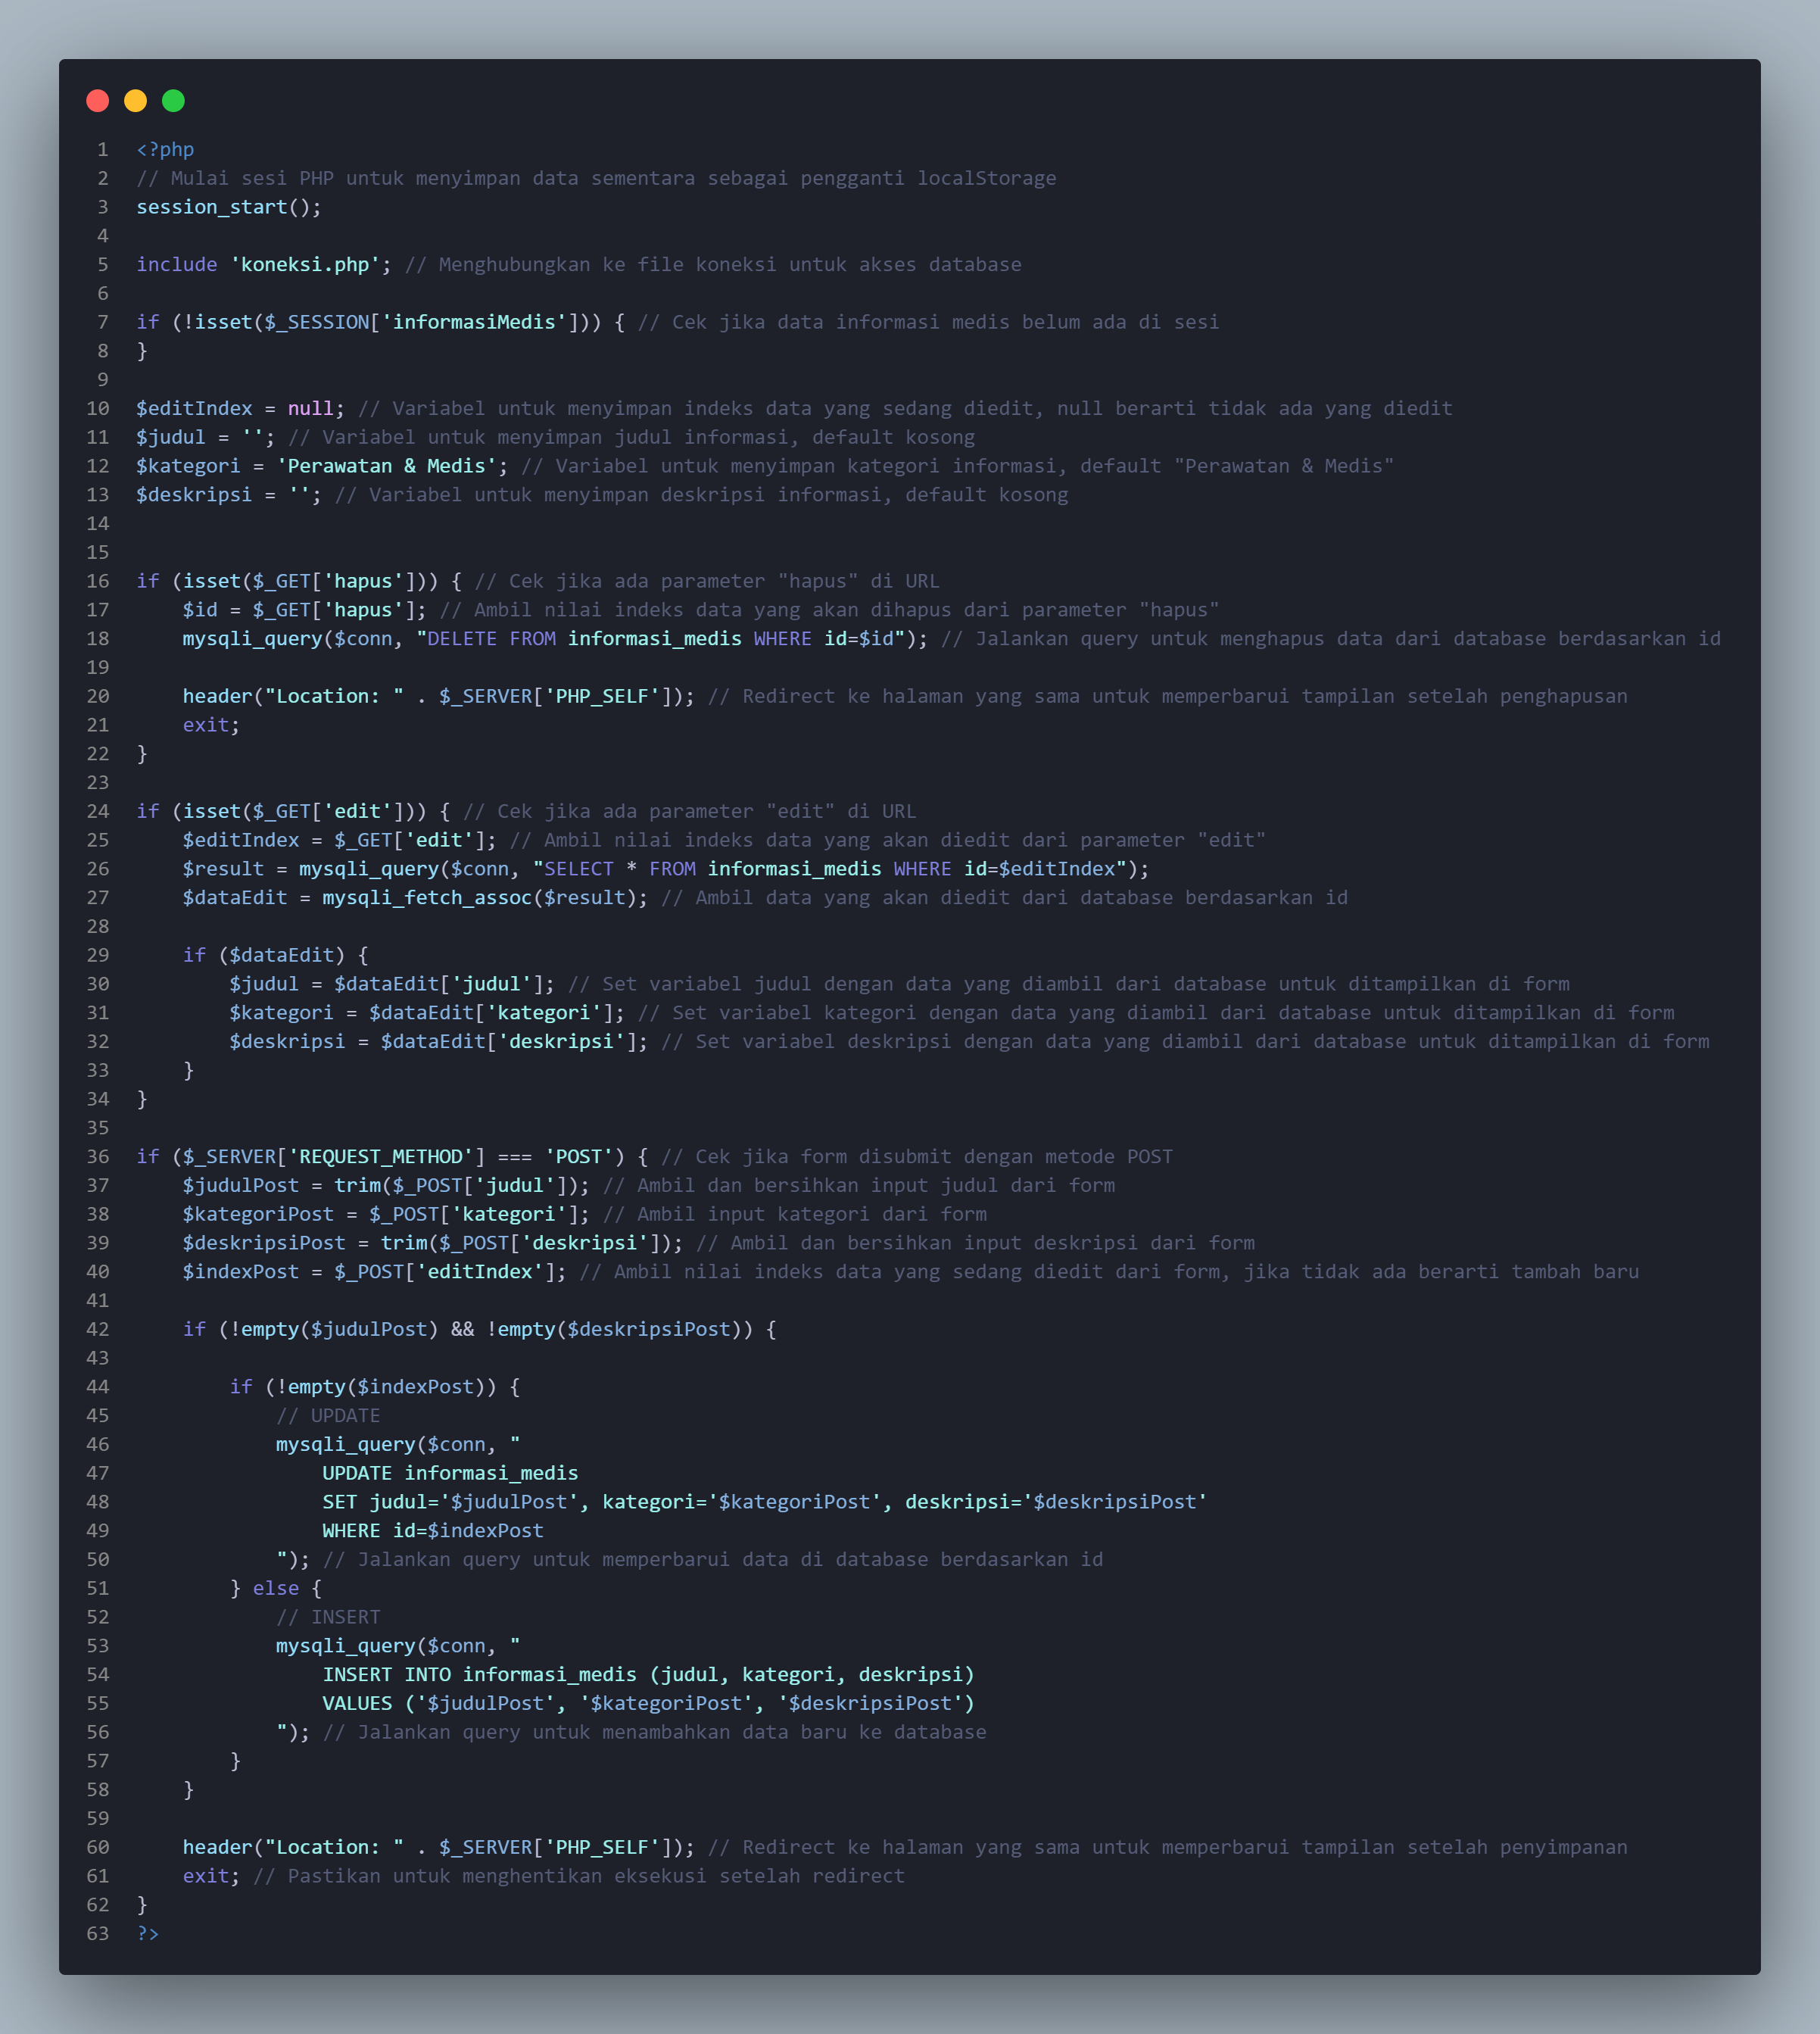 1 <?php
2 // Mulai sesi PHP untuk menyimpan data sementara sebagai pengganti localStorage
3 session_start();
4
5 include 'koneksi.php'; // Menghubungkan ke file koneksi untuk akses database
6
7 if (!isset($_SESSION['informasiMedis'])) { // Cek jika data informasi medis belum ada di sesi
8 }
9
10 $editIndex = null; // Variabel untuk menyimpan indeks data yang sedang diedit, null berarti tidak ada yang diedit
11 $judul = ''; // Variabel untuk menyimpan judul informasi, default kosong
12 $kategori = 'Perawatan & Medis'; // Variabel untuk menyimpan kategori informasi, default "Perawatan & Medis"
13 $deskripsi = ''; // Variabel untuk menyimpan deskripsi informasi, default kosong
14
15
16 if (isset($_GET['hapus'])) { // Cek jika ada parameter "hapus" di URL
17     $id = $_GET['hapus']; // Ambil nilai indeks data yang akan dihapus dari parameter "hapus"
18     mysqli_query($conn, "DELETE FROM informasi_medis WHERE id=$id"); // Jalankan query untuk menghapus data dari database berdasarkan id
19
20     header("Location: " . $_SERVER['PHP_SELF']); // Redirect ke halaman yang sama untuk memperbarui tampilan setelah penghapusan
21     exit;
22 }
23
24 if (isset($_GET['edit'])) { // Cek jika ada parameter "edit" di URL
25     $editIndex = $_GET['edit']; // Ambil nilai indeks data yang akan diedit dari parameter "edit"
26     $result = mysqli_query($conn, "SELECT * FROM informasi_medis WHERE id=$editIndex");
27     $dataEdit = mysqli_fetch_assoc($result); // Ambil data yang akan diedit dari database berdasarkan id
28
29     if ($dataEdit) {
30         $judul = $dataEdit['judul']; // Set variabel judul dengan data yang diambil dari database untuk ditampilkan di form
31         $kategori = $dataEdit['kategori']; // Set variabel kategori dengan data yang diambil dari database untuk ditampilkan di form
32         $deskripsi = $dataEdit['deskripsi']; // Set variabel deskripsi dengan data yang diambil dari database untuk ditampilkan di form
33     }
34 }
35
36 if ($_SERVER['REQUEST_METHOD'] === 'POST') { // Cek jika form disubmit dengan metode POST
37     $judulPost = trim($_POST['judul']); // Ambil dan bersihkan input judul dari form
38     $kategoriPost = $_POST['kategori']; // Ambil input kategori dari form
39     $deskripsiPost = trim($_POST['deskripsi']); // Ambil dan bersihkan input deskripsi dari form
40     $indexPost = $_POST['editIndex']; // Ambil nilai indeks data yang sedang diedit dari form, jika tidak ada berarti tambah baru
41
42     if (!empty($judulPost) && !empty($deskripsiPost)) {
43
44         if (!empty($indexPost)) {
45             // UPDATE
46             mysqli_query($conn, "
47                 UPDATE informasi_medis
48                 SET judul='$judulPost', kategori='$kategoriPost', deskripsi='$deskripsiPost'
49                 WHERE id=$indexPost
50             "); // Jalankan query untuk memperbarui data di database berdasarkan id
51         } else {
52             // INSERT
53             mysqli_query($conn, "
54                 INSERT INTO informasi_medis (judul, kategori, deskripsi)
55                 VALUES ('$judulPost', '$kategoriPost', '$deskripsiPost')
56             "); // Jalankan query untuk menambahkan data baru ke database
57         }
58     }
59
60     header("Location: " . $_SERVER['PHP_SELF']); // Redirect ke halaman yang sama untuk memperbarui tampilan setelah penyimpanan
61     exit; // Pastikan untuk menghentikan eksekusi setelah redirect
62 }
63 ?>